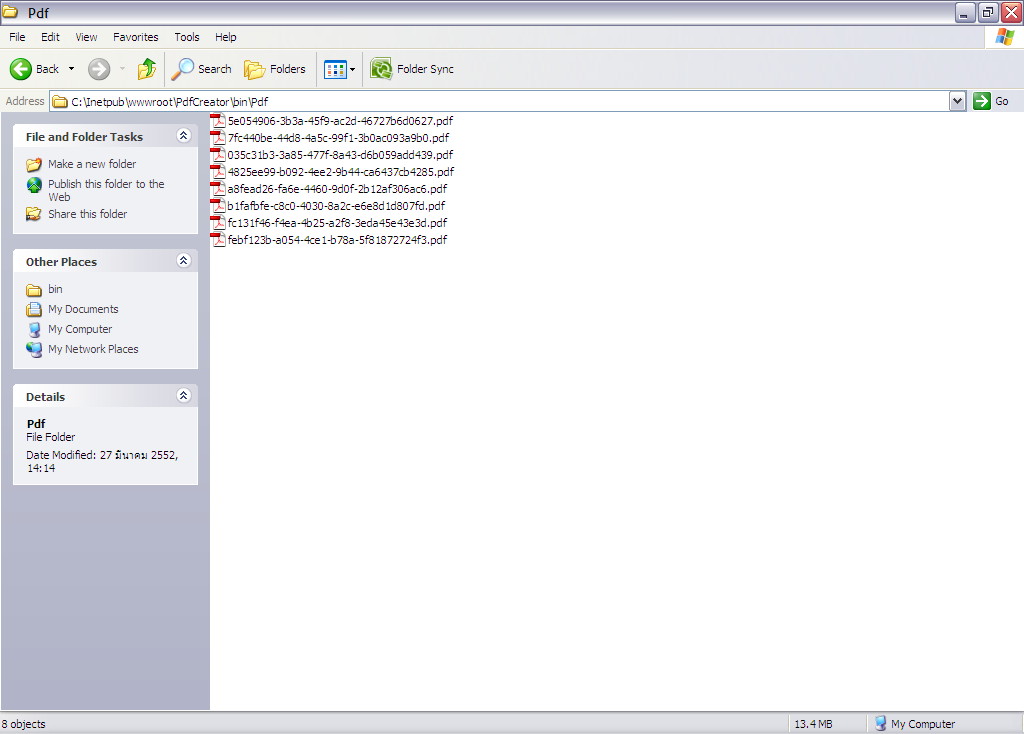 Pdf
File Edit View Favorites Tools Help
Back Search Folders Folder Sync
Address C:\Inetpub\wwwroot\PdfCreator\bin\Pdf Go
File and Folder Tasks
Make a new folder
Publish this folder to the
Web
Share this folder
Other Places
bin
My Documents
My Computer
My Network Places
Details
Pdf
File Folder
Date Modified: 27 มีนาคม 2552,
14:14
5e054906-3b3a-45f9-ac2d-46727b6d0627.pdf
7fc440be-44d8-4a5c-99f1-3b0ac093a9b0.pdf
035c31b3-3a85-477f-8a43-d6b059add439.pdf
4825ee99-b092-4ee2-9b44-ca6437cb4285.pdf
a8fead26-fa6e-4460-9d0f-2b12af306ac6.pdf
b1fafbfe-c8c0-4030-8a2c-e6e8d1d807fd.pdf
fc131f46-f4ea-4b25-a2f8-3eda45e43e3d.pdf
febf123b-a054-4ce1-b78a-5f81872724f3.pdf
8 objects 13.4 MB My Computer